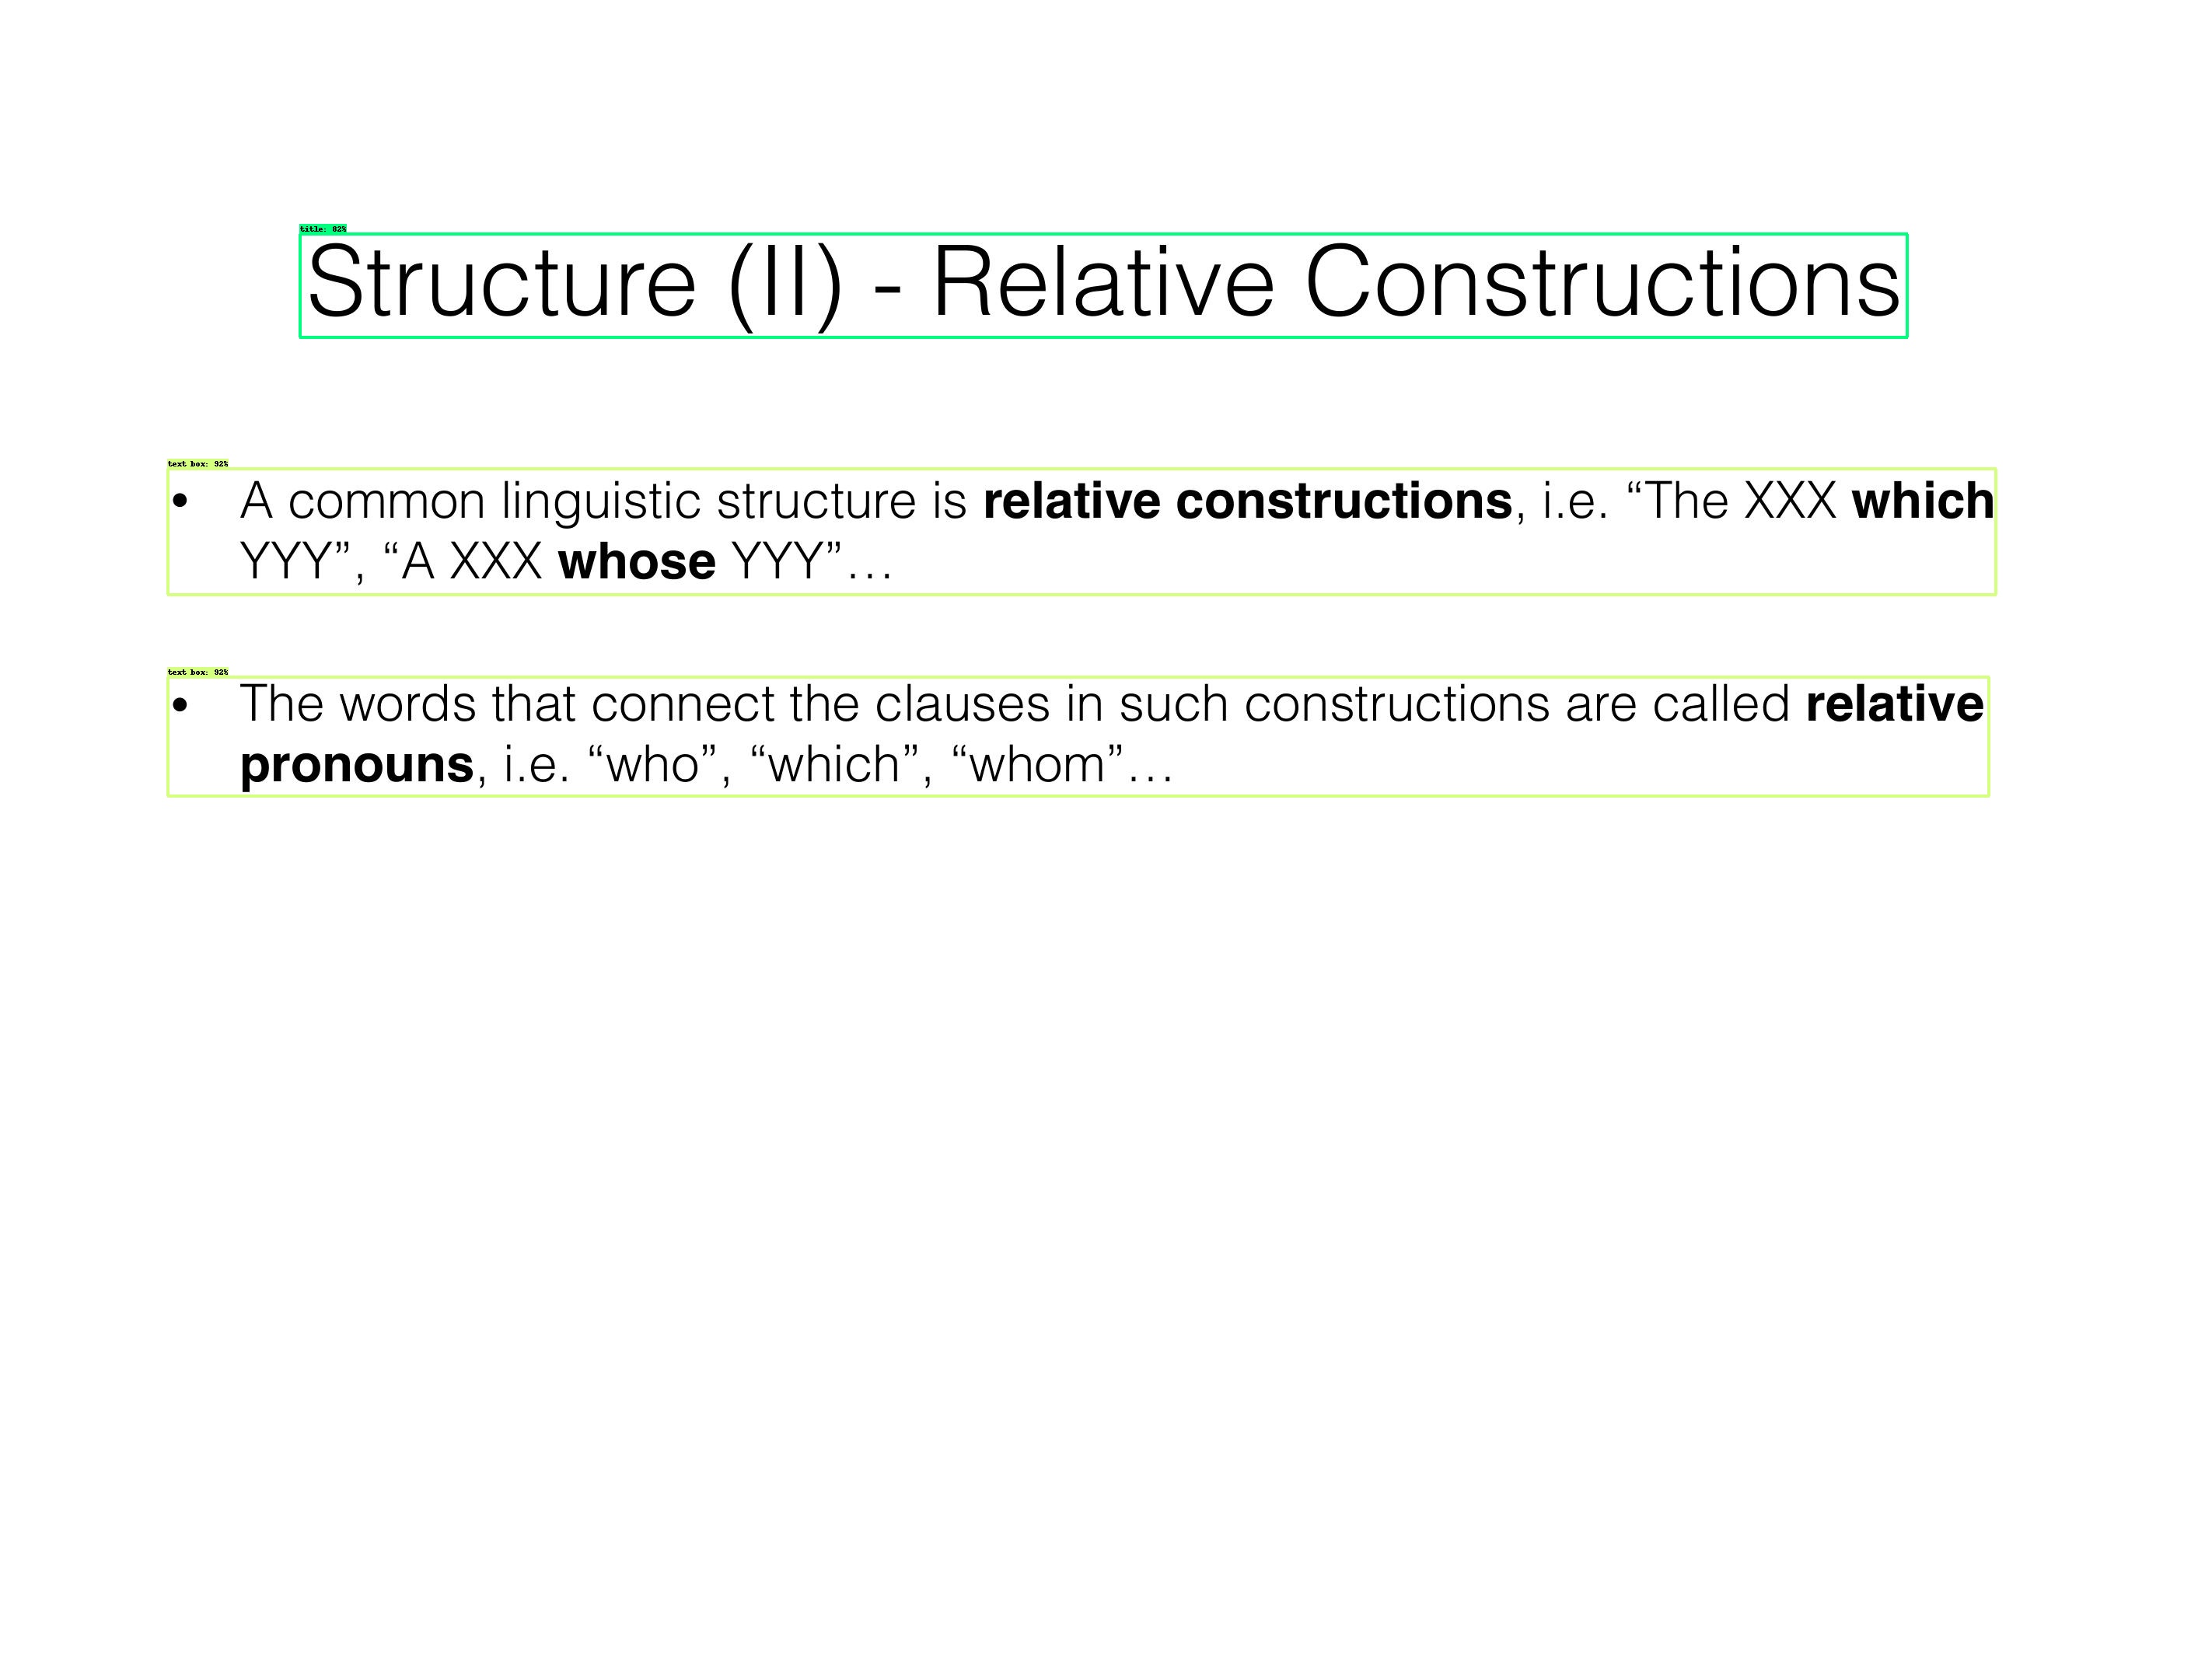 title: 82%
Structure (II) - Relative Constructions
text box: 92%
• A common linguistic structure is relative constructions, i.e. “The XXX which
YYY”, “A XXX whose YYY”…
text box: 92%
• The words that connect the clauses in such constructions are called relative
pronouns, i.e. “who”, “which”, “whom”…